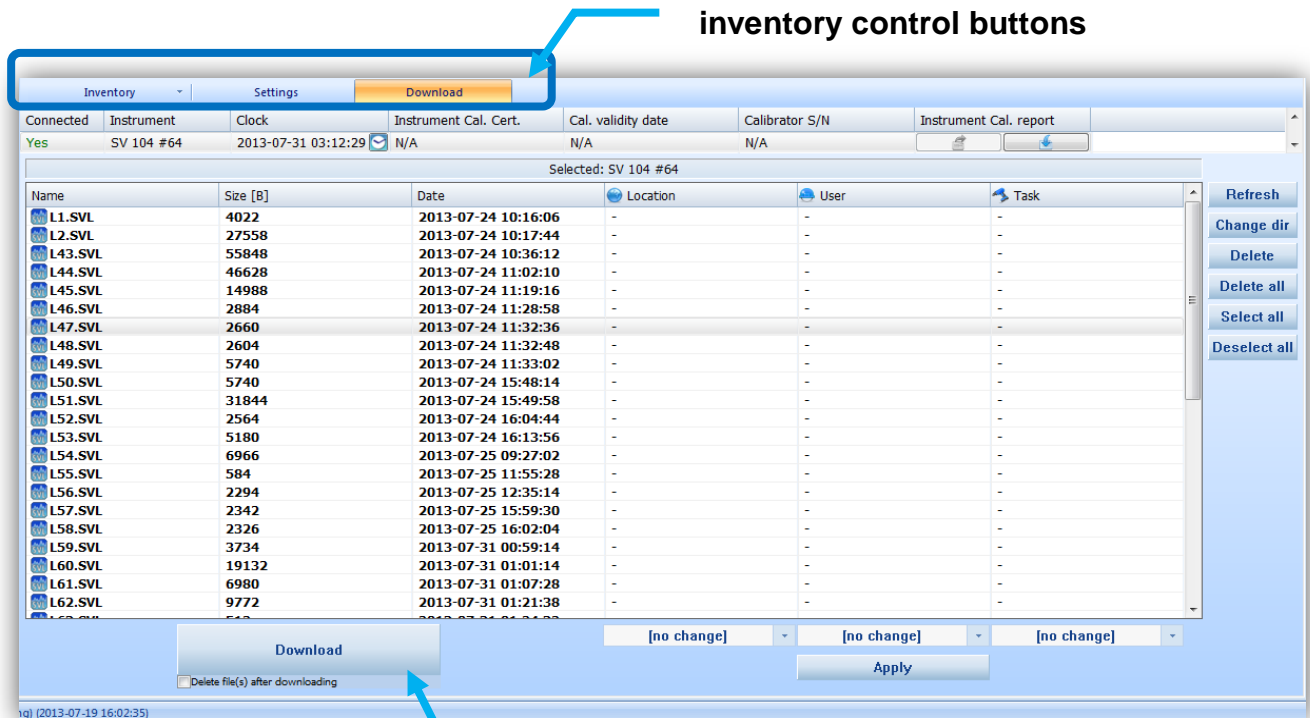 inventory control buttons
Inventory Settings Download
Connected Instrument Clock Instrument Cal. Cert. Cal. validity date Calibrator S/N Instrument Cal. report
Yes SV 104 #64 2013-07-31 03:12:29 N/A N/A N/A
Selected: SV 104 #64
Name Size [B] Date Location User Task
L1.SVL 4022 2013-07-24 10:16:06 - - -
L2.SVL 27558 2013-07-24 10:17:44 - - -
L43.SVL 55848 2013-07-24 10:36:12 - - -
L44.SVL 46628 2013-07-24 11:02:10 - - -
L45.SVL 14988 2013-07-24 11:19:16 - - -
L46.SVL 2884 2013-07-24 11:28:58 - - -
L47.SVL 2660 2013-07-24 11:32:36 - - -
L48.SVL 2604 2013-07-24 11:32:48 - - -
L49.SVL 5740 2013-07-24 11:33:02 - - -
L50.SVL 5740 2013-07-24 15:48:14 - - -
L51.SVL 31844 2013-07-24 15:49:58 - - -
L52.SVL 2564 2013-07-24 16:04:44 - - -
L53.SVL 5180 2013-07-24 16:13:56 - - -
L54.SVL 6966 2013-07-25 09:27:02 - - -
L55.SVL 584 2013-07-25 11:55:28 - - -
L56.SVL 2294 2013-07-25 12:35:14 - - -
L57.SVL 2342 2013-07-25 15:59:30 - - -
L58.SVL 2326 2013-07-25 16:02:04 - - -
L59.SVL 3734 2013-07-31 00:59:14 - - -
L60.SVL 19132 2013-07-31 01:01:14 - - -
L61.SVL 6980 2013-07-31 01:07:28 - - -
L62.SVL 9772 2013-07-31 01:21:38 - - -
Refresh
Change dir
Delete
Delete all
Select all
Deselect all
[no change] [no change] [no change]
Download
Apply
Delete file(s) after downloading
(2013-07-19 16:02:35)